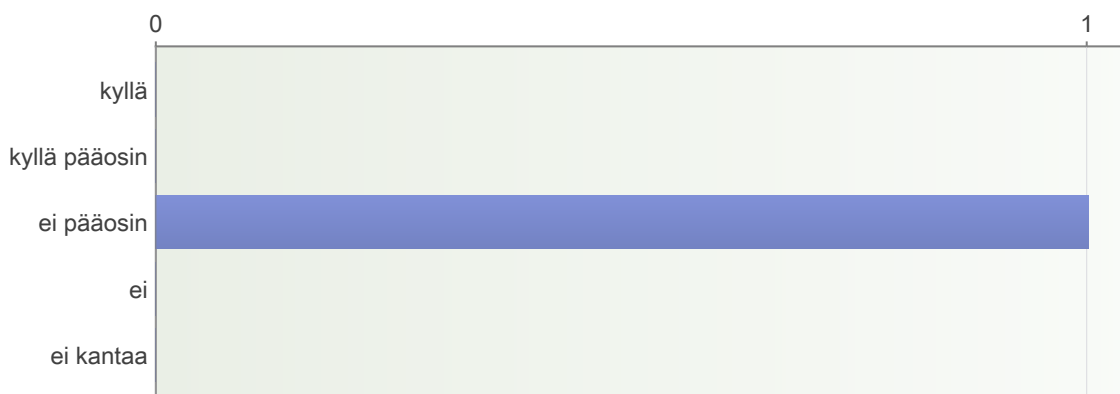 0 1
kyllä
kyllä pääosin
ei pääosin
ei
ei kantaa